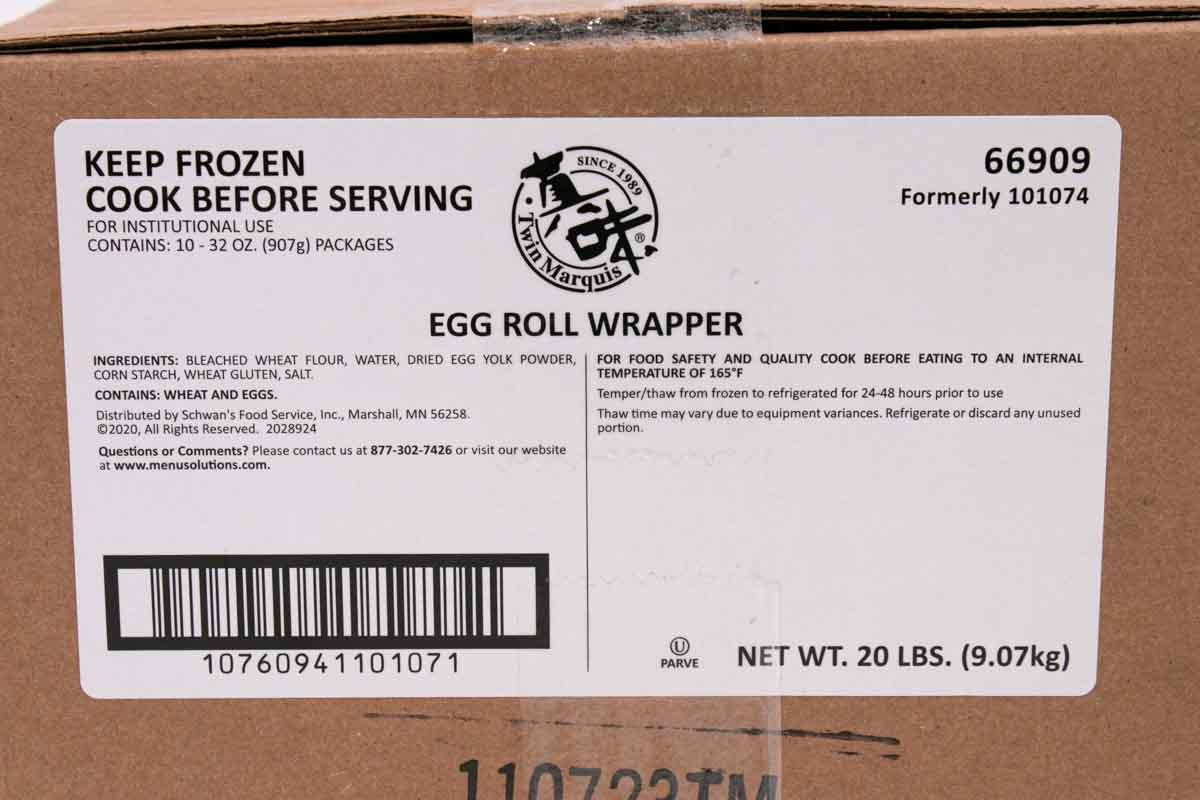 KEEP FROZEN
COOK BEFORE SERVING
FOR INSTITUTIONAL USE
CONTAINS: 10 - 32 OZ. (907g) PACKAGES
SINCE 1989
味
Twin Marquis
®
66909
Formerly 101074
EGG ROLL WRAPPER
INGREDIENTS: BLEACHED WHEAT FLOUR, WATER, DRIED EGG YOLK POWDER,
CORN STARCH, WHEAT GLUTEN, SALT.
CONTAINS: WHEAT AND EGGS.
Distributed by Schwan's Food Service, Inc., Marshall, MN 56258.
©2020, All Rights Reserved. 2028924
Questions or Comments? Please contact us at 877-302-7426 or visit our website
at www.menusolutions.com.
FOR FOOD SAFETY AND QUALITY COOK BEFORE EATING TO AN INTERNAL
TEMPERATURE OF 165°F
Temper/thaw from frozen to refrigerated for 24-48 hours prior to use
Thaw time may vary due to equipment variances. Refrigerate or discard any unused
portion.
10760941101071
U
PARVE
NET WT. 20 LBS. (9.07kg)
110723TM